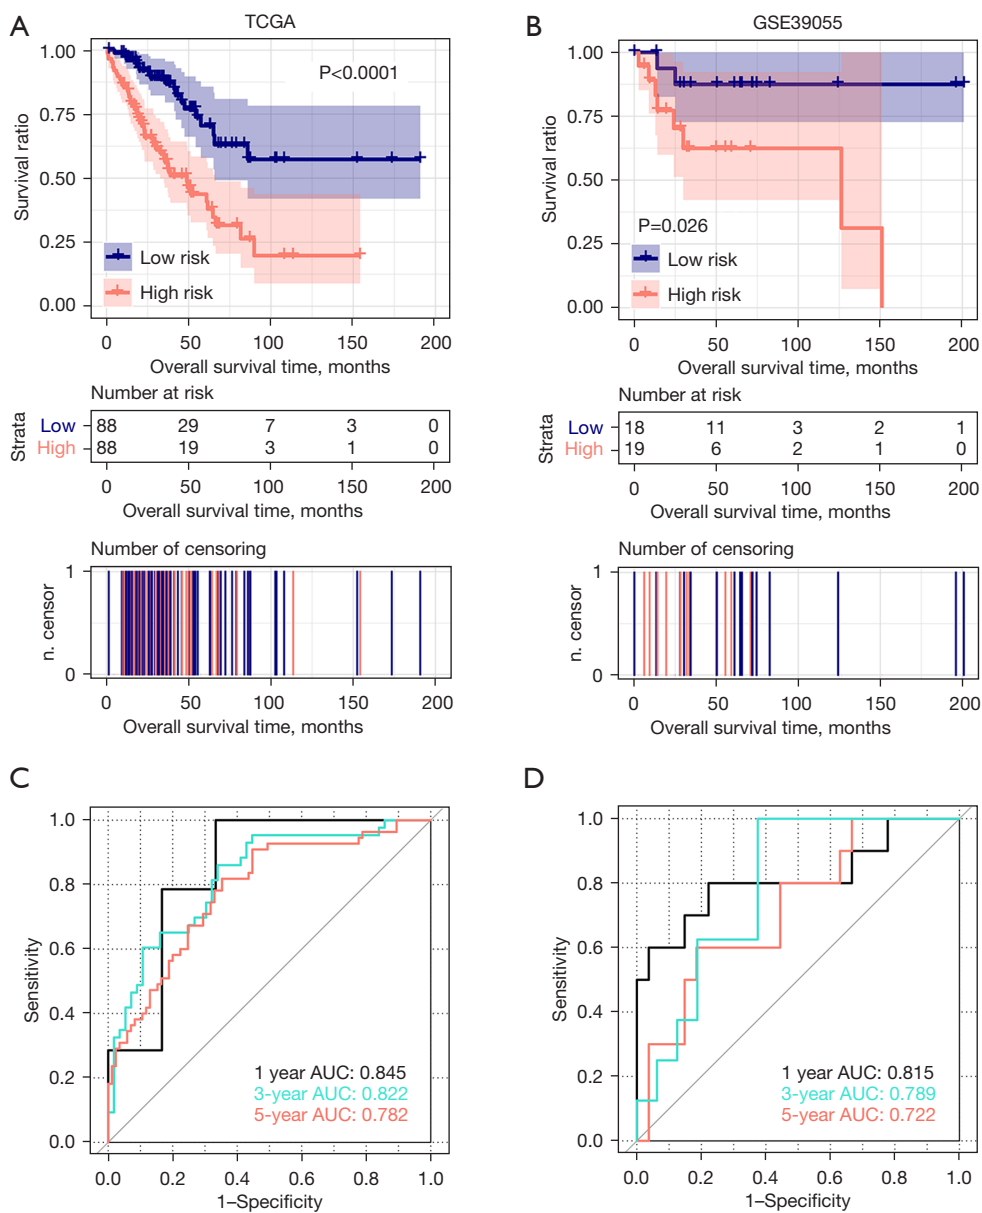 A
TCGA
1.00
0.75
0.50
0.25
0.00
Survival ratio
P<0.0001
Low risk
High risk
0 50 100 150 200
Overall survival time, months
Number at risk
Strata
Low 88 29 7 3 0
High 88 19 3 1 0
0 50 100 150 200
Overall survival time, months
Number of censoring
n. censor
1
0
0 50 100 150 200
Overall survival time, months
B
GSE39055
1.00
0.75
0.50
0.25
0.00
Survival ratio
P=0.026
Low risk
High risk
0 50 100 150 200
Overall survival time, months
Number at risk
Strata
Low 18 11 3 2 1
High 19 6 2 1 0
0 50 100 150 200
Overall survival time, months
Number of censoring
n. censor
1
0
0 50 100 150 200
Overall survival time, months
C
1.0
0.8
0.6
0.4
0.2
0.0
Sensitivity
1 year AUC: 0.845
3-year AUC: 0.822
5-year AUC: 0.782
0.0 0.2 0.4 0.6 0.8 1.0
1–Specificity
D
1.0
0.8
0.6
0.4
0.2
0.0
Sensitivity
1 year AUC: 0.815
3-year AUC: 0.789
5-year AUC: 0.722
0.0 0.2 0.4 0.6 0.8 1.0
1–Specificity